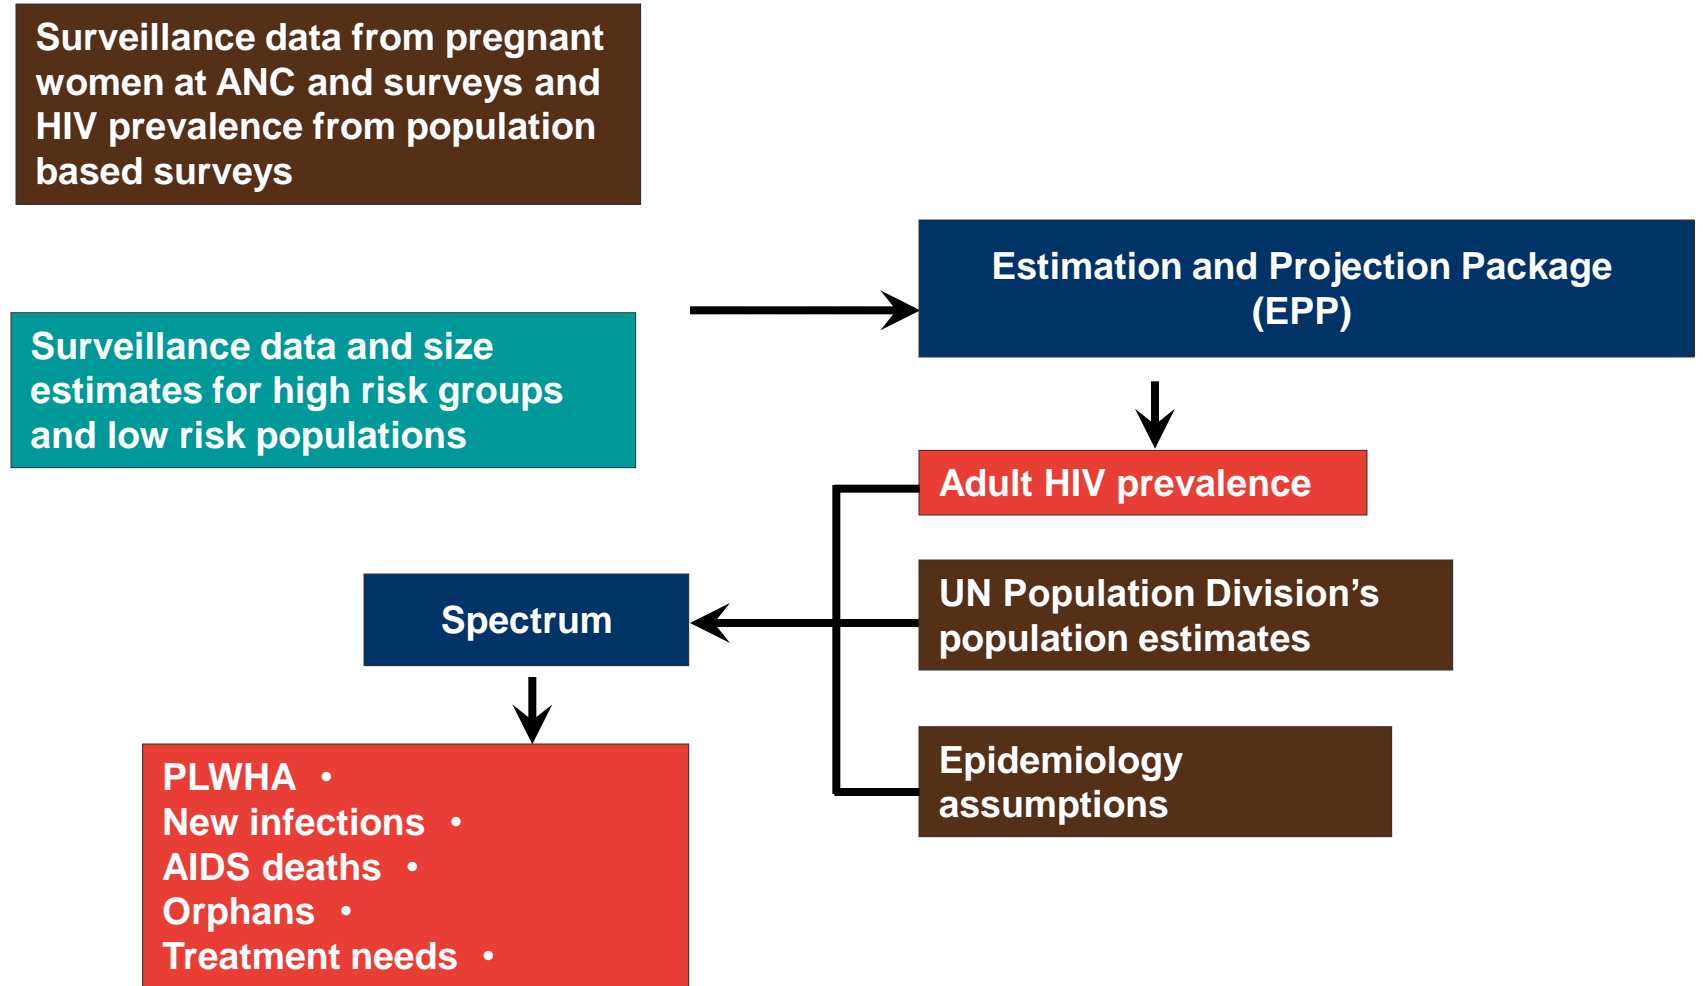 Surveillance data from pregnant
women at ANC and surveys and
HIV prevalence from population
based surveys
Estimation and Projection Package
(EPP)
Surveillance data and size
estimates for high risk groups
and low risk populations
Adult HIV prevalence
UN Population Division’s
population estimates
Spectrum
Epidemiology
assumptions
PLWHA •
New infections •
AIDS deaths •
Orphans •
Treatment needs •